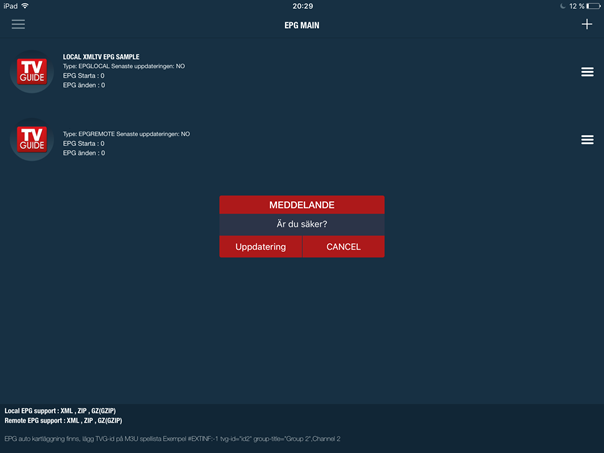 iPad 20:29 12 %
EPG MAIN
LOCAL XMLTV EPG SAMPLE
Type: EPGLOCAL Senaste uppdateringen: NO
EPG Starta : 0
EPG änden : 0
TV
GUIDE
Type: EPGREMOTE Senaste uppdateringen: NO
EPG Starta : 0
EPG änden : 0
TV
GUIDE
MEDDELANDE
Är du säker?
Uppdatering CANCEL
Local EPG support : XML , ZIP , GZ(GZIP)
Remote EPG support : XML , ZIP , GZ(GZIP)
EPG auto kartläggning finns, lägg TVG-id på M3U spellista Exempel #EXTINF:-1 tvg-id="id2" group-title="Group 2",Channel 2